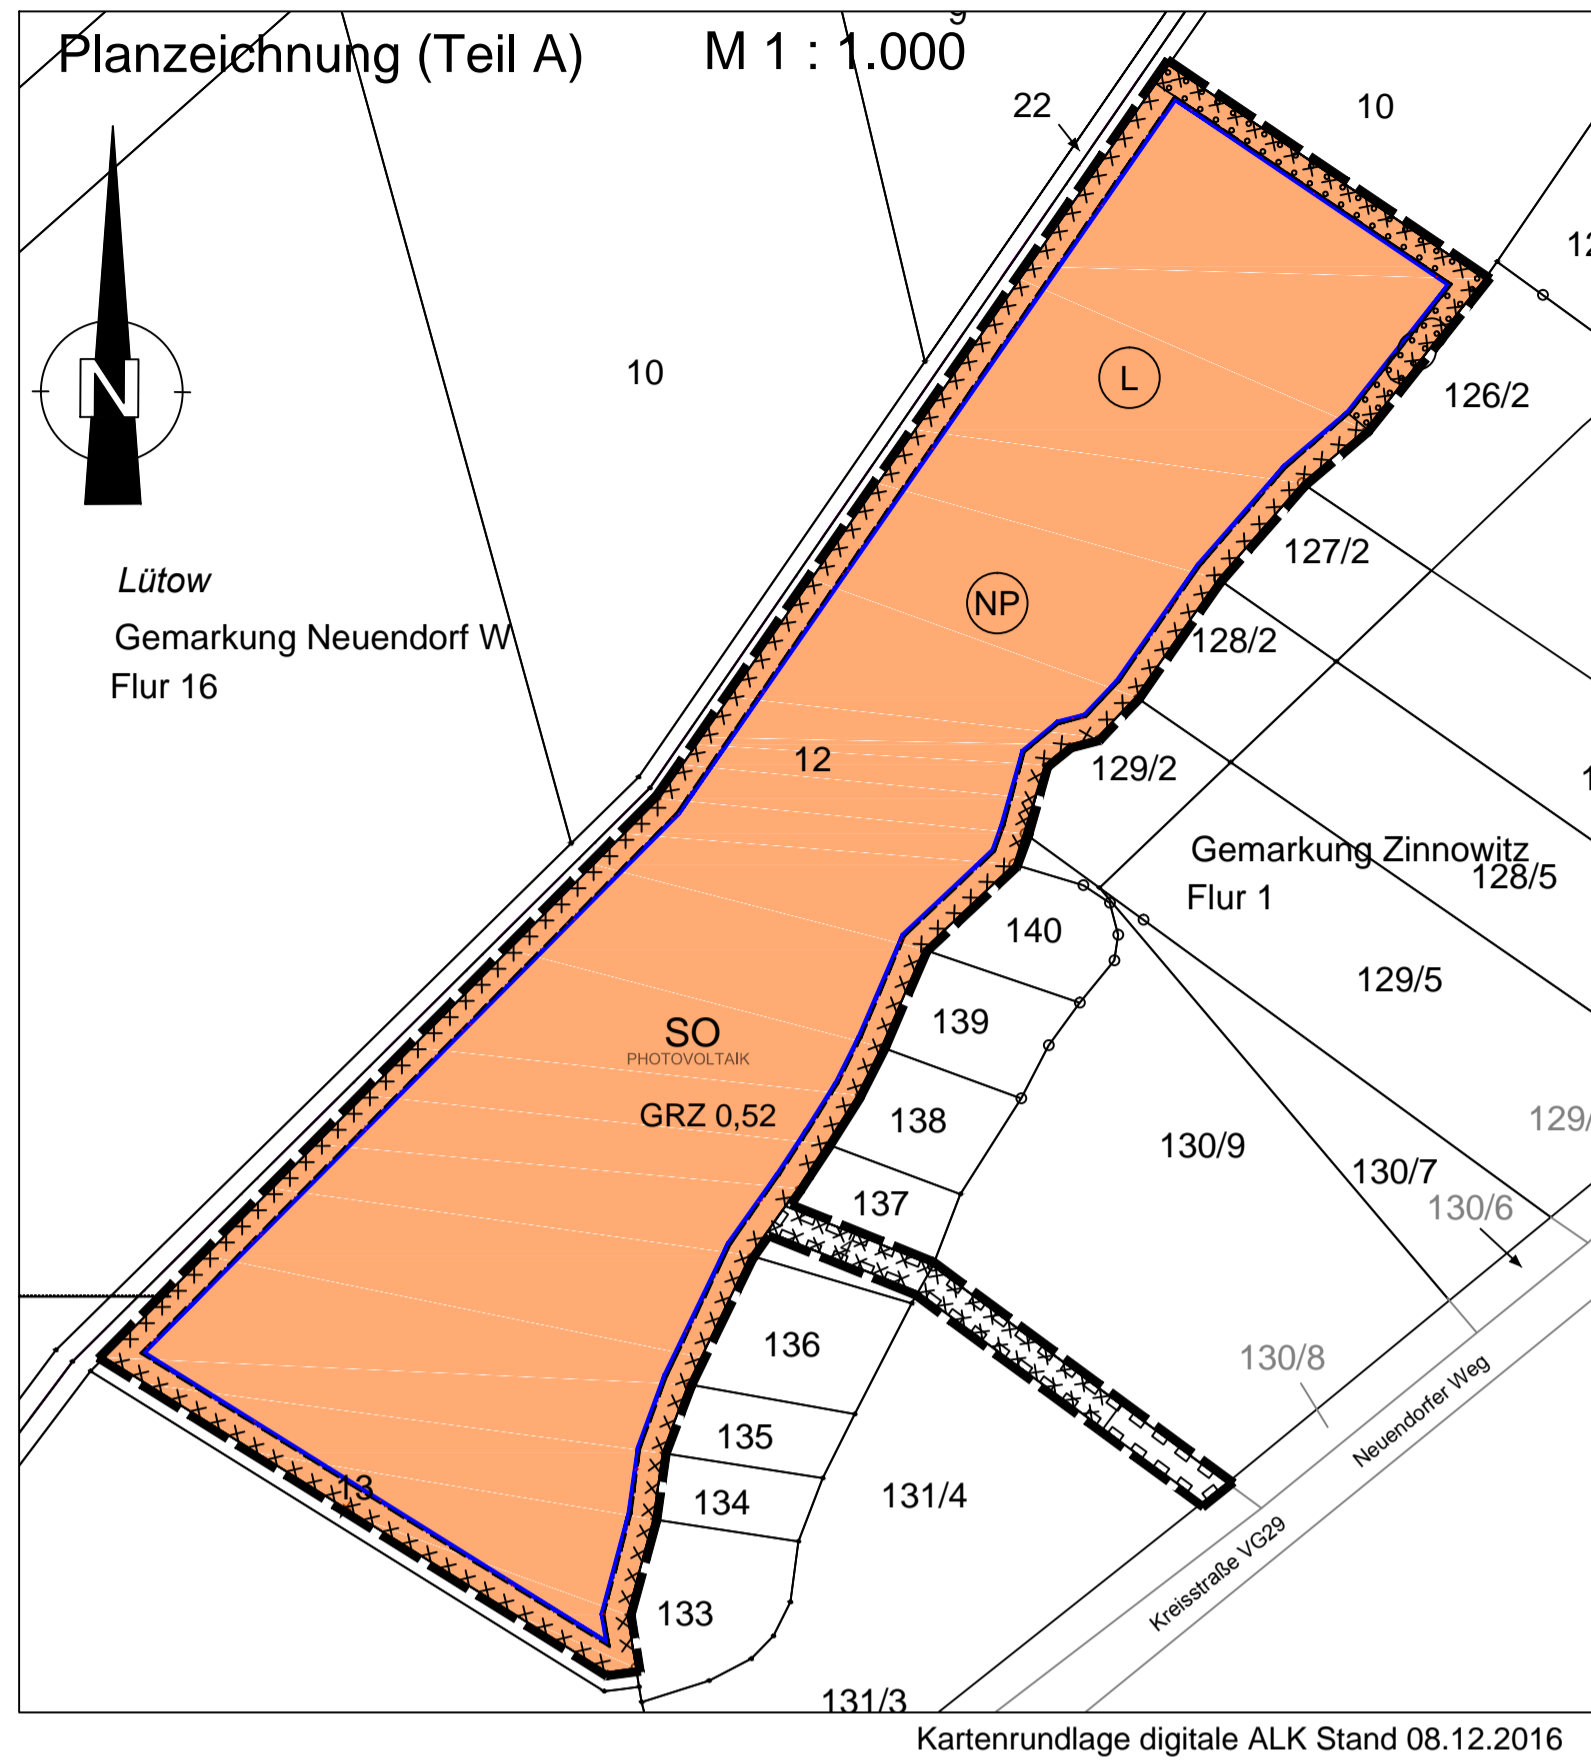 Planzeichnung (Teil A) M 1 : 1.000
22
10
10
L
126/2
127/2
NP
Lütow
Gemarkung Neuendorf W
Flur 16
128/2
12
129/2
Gemarkung Zinnowitz
128/5
Flur 1
140
129/5
139
SO
PHOTOVOLTAIK
GRZ 0,52
138
129/
130/9
130/7
137
130/6
136
130/8
Neuendorfer Weg
135
13
134
131/4
Kreisstraße VG29
133
131/3
N
Kartenrundlage digitale ALK Stand 08.12.2016